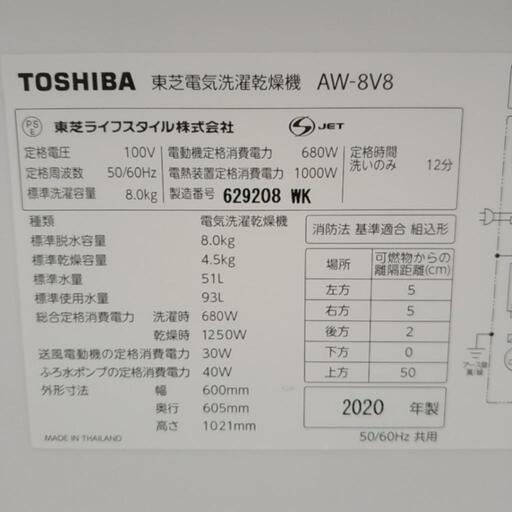 TOSHIBA 東芝電気洗濯乾燥機 AW-8V8
PS E 東芝ライフスタイル株式会社 S JET
定格電圧 100V 電動機定格消費電力 680W 定格時間
定格周波数 50/60Hz 電熱装置定格消費電力 1000W 洗いのみ 12分
標準洗濯容量 8.0kg 製造番号 629208 WK
種類 電気洗濯乾燥機
標準脱水容量 8.0kg
標準乾燥容量 4.5kg
標準水量 51L
標準使用水量 93L
総合定格消費電力 洗濯時 680W
乾燥時 1250W
送風電動機の定格消費電力 30W
ふろ水ポンプの定格消費電力 40W
外形寸法 幅 600mm
奥行 605mm
高さ 1021mm
MADE IN THAILAND
消防法 基準適合 組込形
場所 可燃物からの
離隔距離(cm)
左方 5
右方 5
後方 2
下方 0
上方 50
2020 年製
50/60Hz 共用